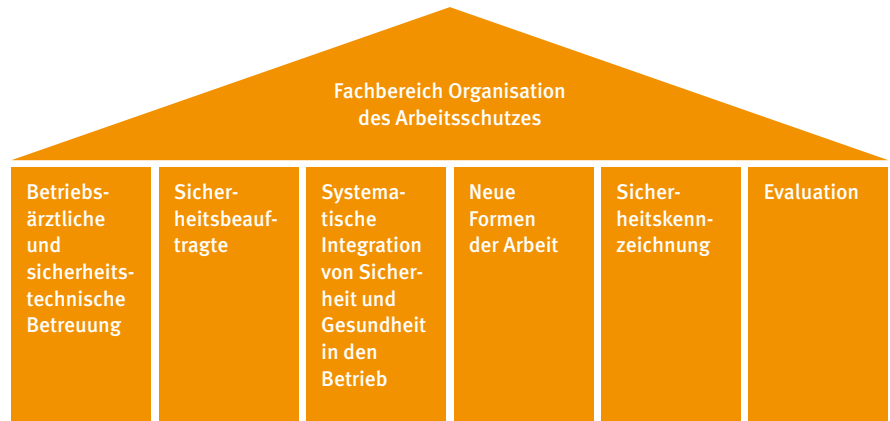 Fachbereich Organisation
des Arbeitsschutzes
Betriebs-
ärztliche
und
sicherheits-
technische
Betreuung
Sicher-
heitsbeauf-
tragte
Systema-
tische
Integration
von Sicher-
heit und
Gesundheit
in den
Betrieb
Neue
Formen
der Arbeit
Sicher-
heitskenn-
zeichnung
Evaluation